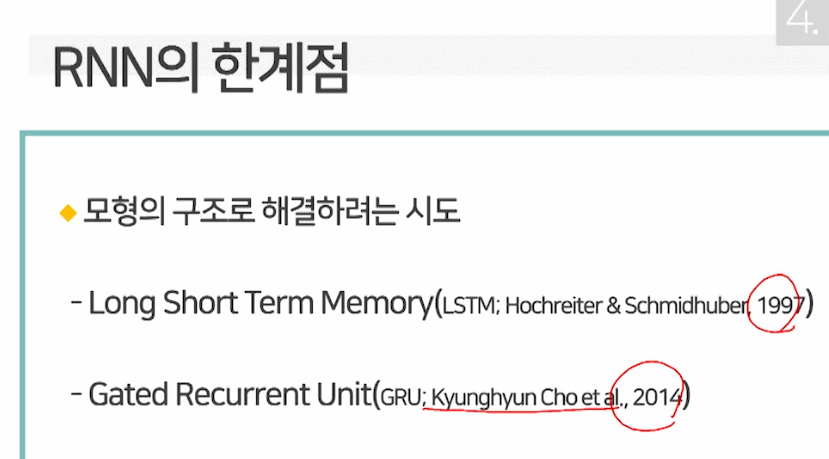 4.
RNN의 한계점
◆ 모형의 구조로 해결하려는 시도
- Long Short Term Memory(LSTM; Hochreiter & Schmidhuber, 1997)
- Gated Recurrent Unit(GRU; Kyunghyun Cho et al., 2014)